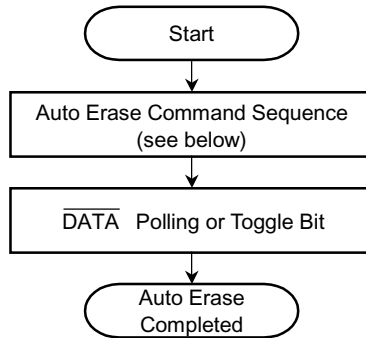 Start
Auto Erase Command Sequence
(see below)
DATA Polling or Toggle Bit
Auto Erase
Completed